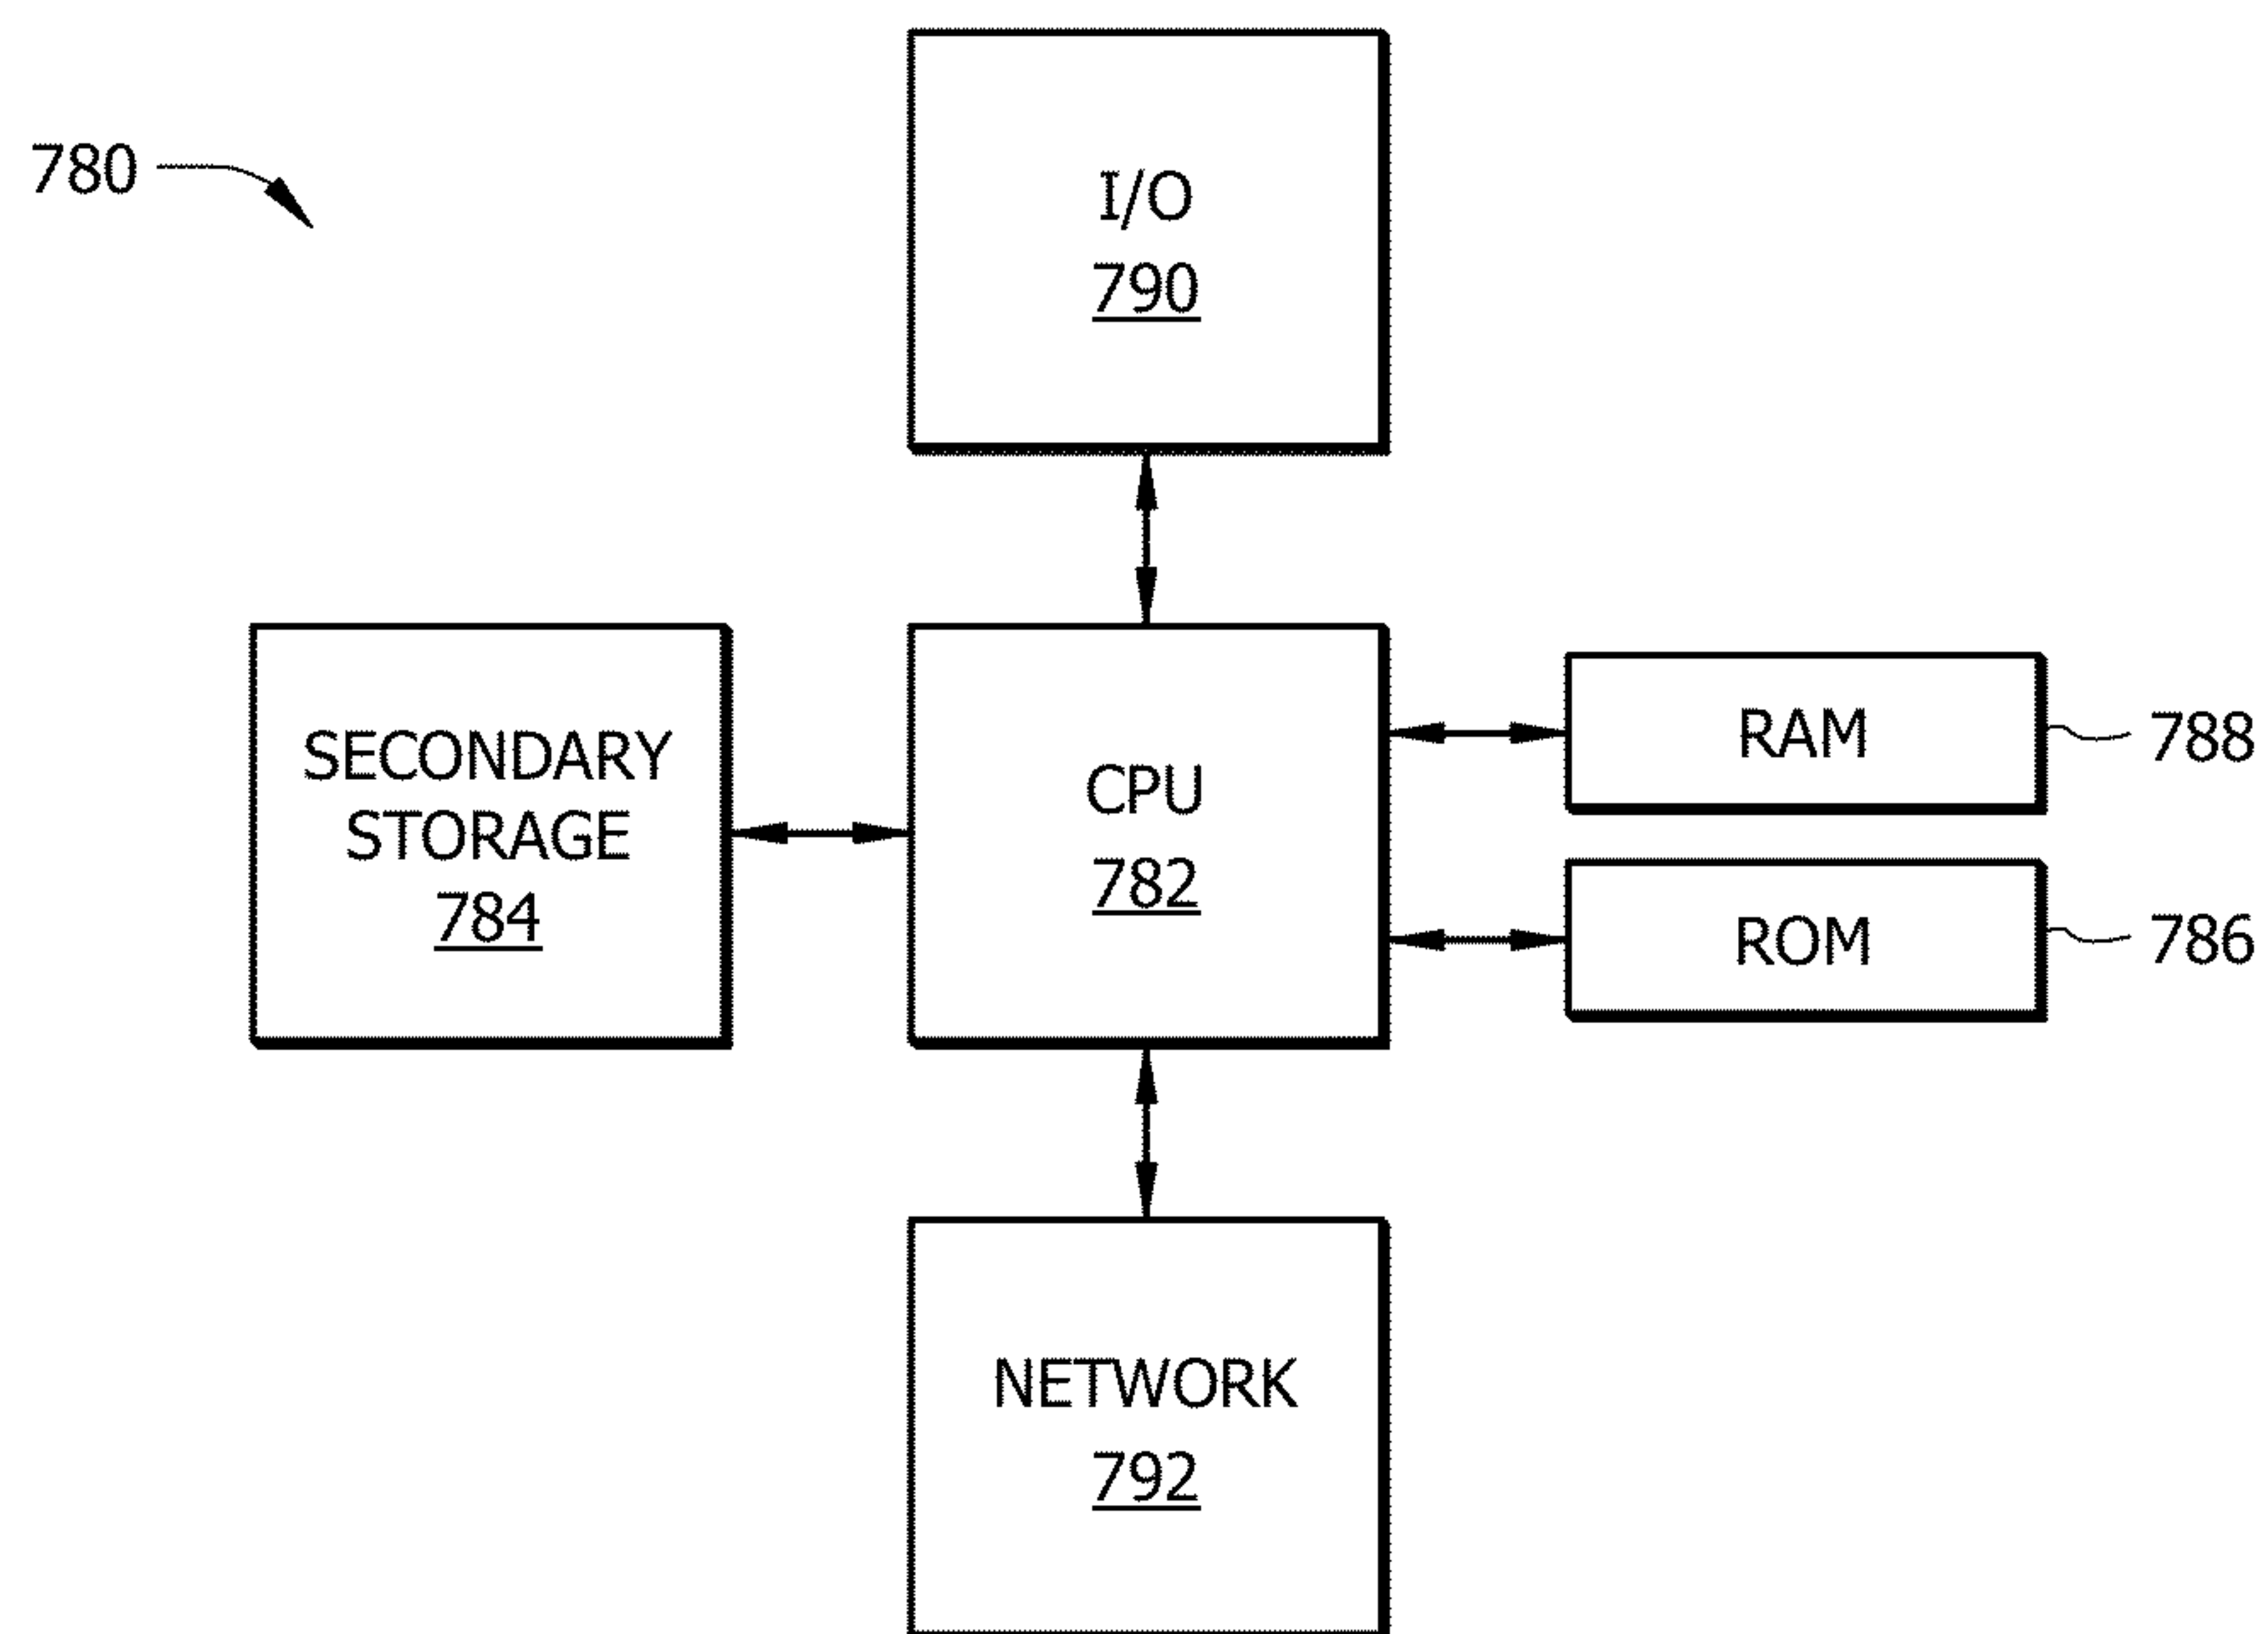 780
I/O
790
SECONDARY
STORAGE
784
CPU
782
RAM
788
ROM
786
NETWORK
792